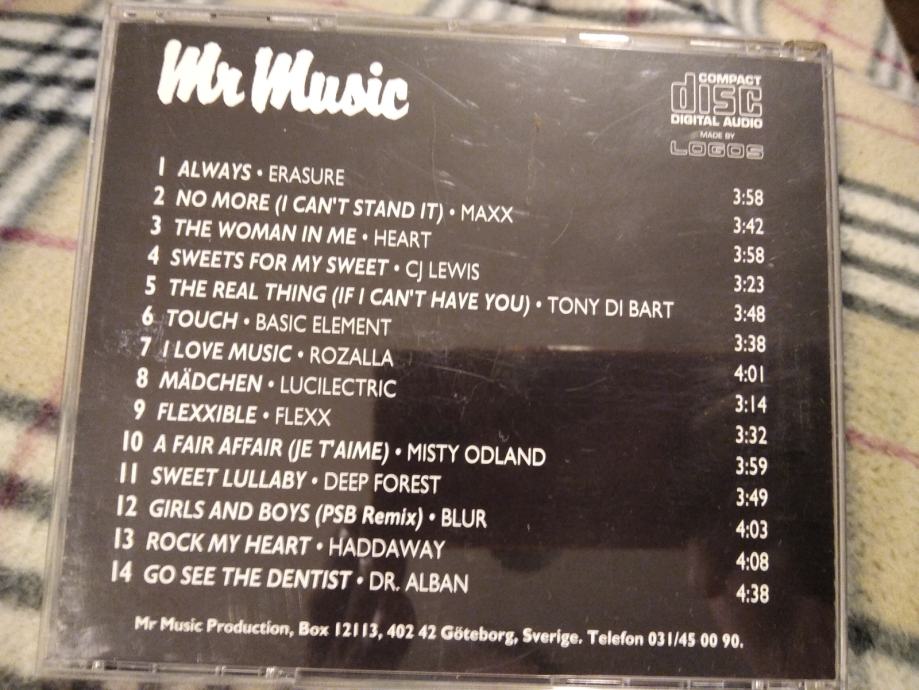 Mr Music
COMPACT
disc
DIGITAL AUDIO
MADE BY
LOGOS
1 ALWAYS • ERASURE 3:58
2 NO MORE (I CAN'T STAND IT) • MAXX 3:42
3 THE WOMAN IN ME • HEART 3:58
4 SWEETS FOR MY SWEET • CJ LEWIS 3:23
5 THE REAL THING (IF I CAN'T HAVE YOU) • TONY DI BART 3:48
6 TOUCH • BASIC ELEMENT 3:38
7 I LOVE MUSIC • ROZALLA 4:01
8 MÄDCHEN • LUCILECTRIC 3:14
9 FLEXXIBLE • FLEXX 3:32
10 A FAIR AFFAIR (JE T'AIME) • MISTY ODLAND 3:59
11 SWEET LULLABY • DEEP FOREST 3:49
12 GIRLS AND BOYS (PSB Remix) • BLUR 4:03
13 ROCK MY HEART • HADDAWAY 4:08
14 GO SEE THE DENTIST • DR. ALBAN 4:38
Mr Music Production, Box 12113, 402 42 Göteborg, Sverige. Telefon 031/45 00 90.